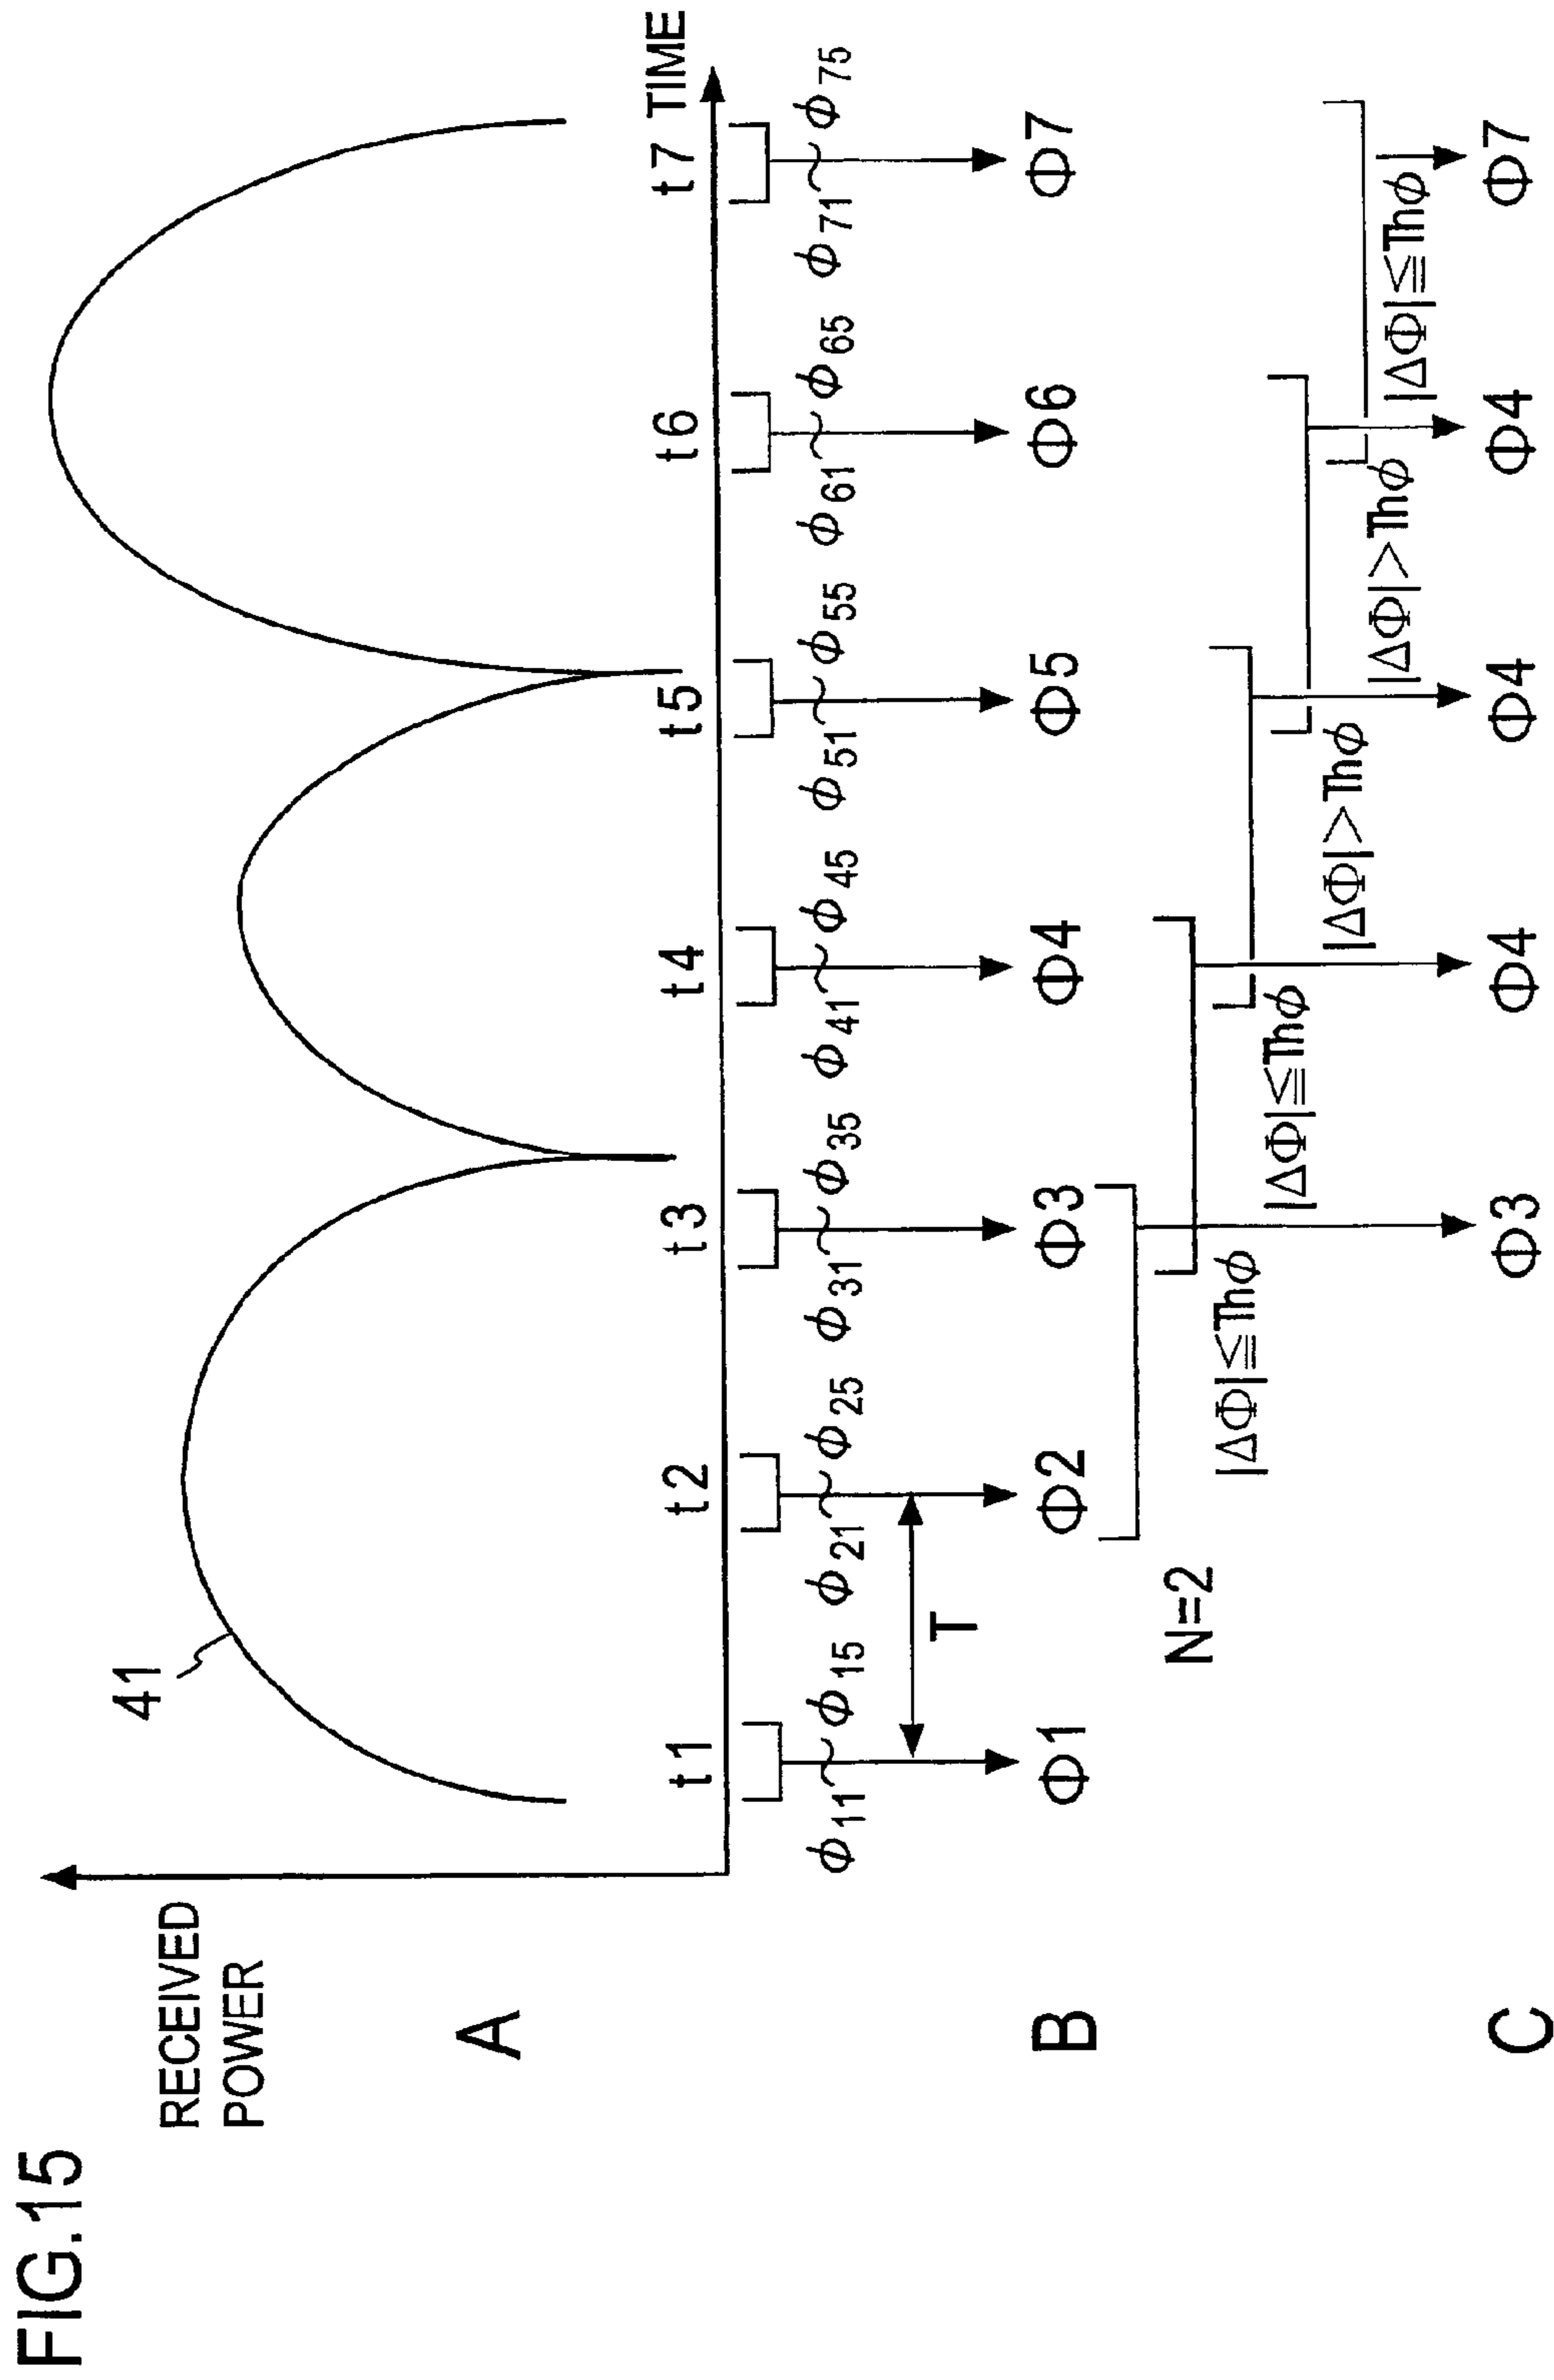 FIG.15
RECEIVED
POWER
41
A
t1 t2 t3 t4 t5 t6 t7 TIME
ϕ11 ϕ15 ϕ21 ϕ25 ϕ31 ϕ35 ϕ41 ϕ45 ϕ51 ϕ55 ϕ61 ϕ65 ϕ71 ϕ75
T
B Φ1 Φ2 Φ3 Φ4 Φ5 Φ6 Φ7
N=2
|ΔΦ|≦Thϕ
|ΔΦ|≦Thϕ
|ΔΦ|>Thϕ
|ΔΦ|>Thϕ
|ΔΦ|≦Thϕ
C Φ3 Φ4 Φ4 Φ4 Φ7